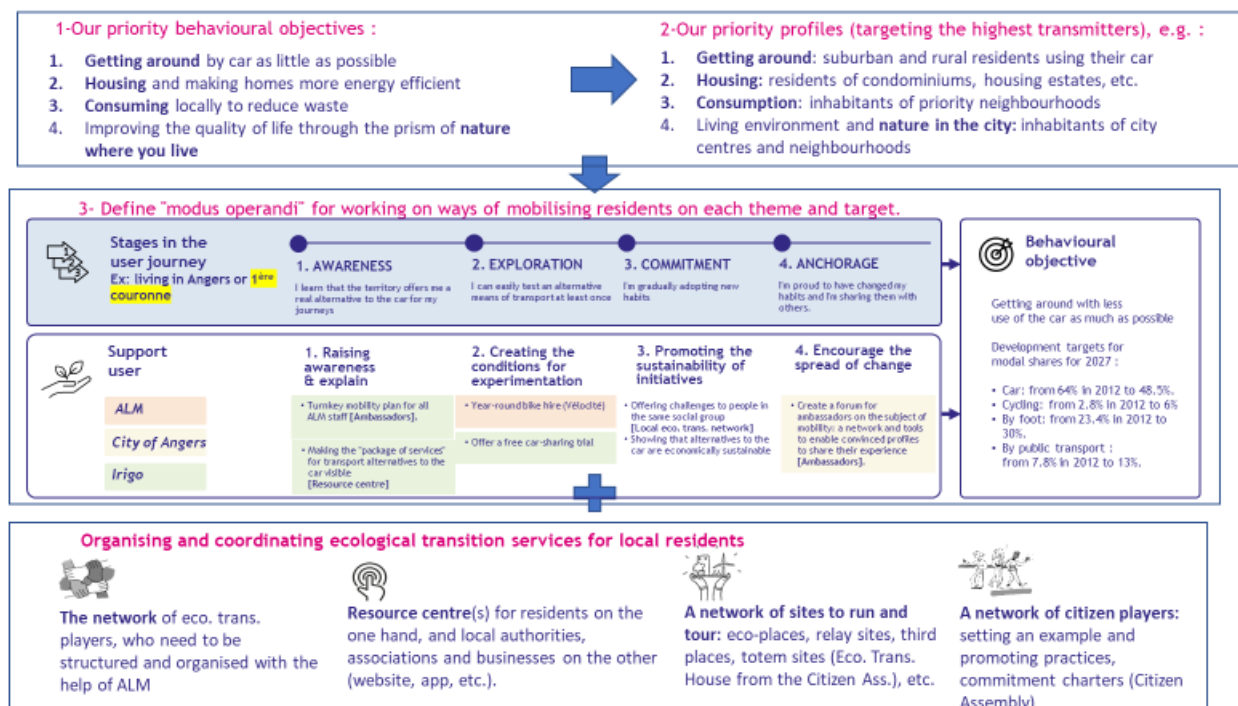 1-Our priority behavioural objectives :
1. Getting around by car as little as possible
2. Housing and making homes more energy efficient
3. Consuming locally to reduce waste
4. Improving the quality of life through the prism of nature
where you live
2-Our priority profiles (targeting the highest transmitters), e.g. :
1. Getting around: suburban and rural residents using their car
2. Housing: residents of condominiums, housing estates, etc.
3. Consumption: inhabitants of priority neighbourhoods
4. Living environment and nature in the city: inhabitants of city
centres and neighbourhoods
3- Define "modus operandi" for working on ways of mobilising residents on each theme and target.
1
2
3
Stages in the
user journey
Ex: living in Angers or 1ère
couronne
1. AWARENESS
I learn that the territory offers me a
real alternative to the car for my
journeys
2. EXPLORATION
I can easily test an alternative
means of transport at least once
3. COMMITMENT
I'm gradually adopting new
habits
4. ANCHORAGE
I'm proud to have changed my
habits and I'm sharing them with
others.
Support
user
ALM
City of Angers
Irigo
1. Raising
awareness
& explain
• Turnkey mobility plan for all
ALM staff [Ambassadors].
• Making the "package of services"
for transport alternatives to the
car visible
[Resource centre]
2. Creating the
conditions for
experimentation
• Year-round bike hire (Vélocité)
• Offer a free car-sharing trial
3. Promoting the
sustainability of
initiatives
• Offering challenges to people in
the same social group
[Local eco. trans. network]
• Showing that alternatives to the
car are economically sustainable
4. Encourage the
spread of change
• Create a forum for
ambassadors on the subject of
mobility: a network and tools
to enable convinced profiles
to share their experience
[Ambassadors].
Behavioural
objective
Getting around with less
use of the car as much as possible
Development targets for
modal shares for 2027 :
• Car: from 64% in 2012 to 48.5%.
• Cycling: from 2.8% in 2012 to 6%
• By foot: from 23.4% in 2012 to
30%.
• By public transport :
from 7.8% in 2012 to 13%.
Organising and coordinating ecological transition services for local residents
The network of eco. trans.
players, who need to be
structured and organised with the
help of ALM
Resource centre(s) for residents on the
one hand, and local authorities,
associations and businesses on the other
(website, app, etc.).
A network of sites to run and
tour: eco-places, relay sites, third
places, totem sites (Eco. Trans.
House from the Citizen Ass.), etc.
A network of citizen players:
setting an example and
promoting practices,
commitment charters (Citizen
Assembly)